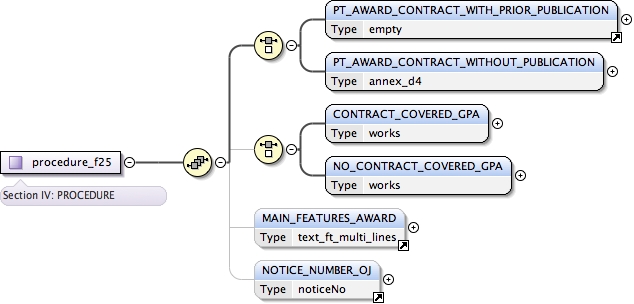 PT_AWARD_CONTRACT_WITH_PRIOR_PUBLICATION
Type empty
PT_AWARD_CONTRACT_WITHOUT_PUBLICATION
Type annex_d4
CONTRACT_COVERED_GPA
Type works
procedure_f25
NO_CONTRACT_COVERED_GPA
Type works
Section IV: PROCEDURE
MAIN_FEATURES_AWARD
Type text_ft_multi_lines
NOTICE_NUMBER_OJ
Type noticeNo